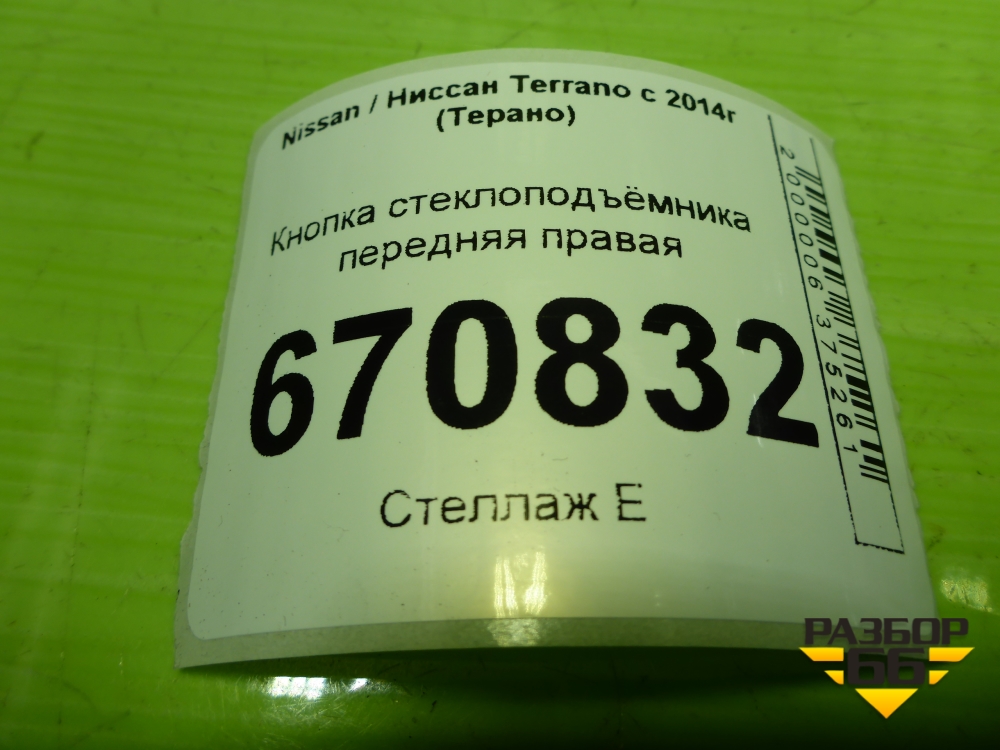 Nissan / Ниссан Terrano с 2014г
(Терано)
Кнопка стеклоподъёмника
передняя правая
670832
Стеллаж Е
2000006375261
РАЗБОР
66